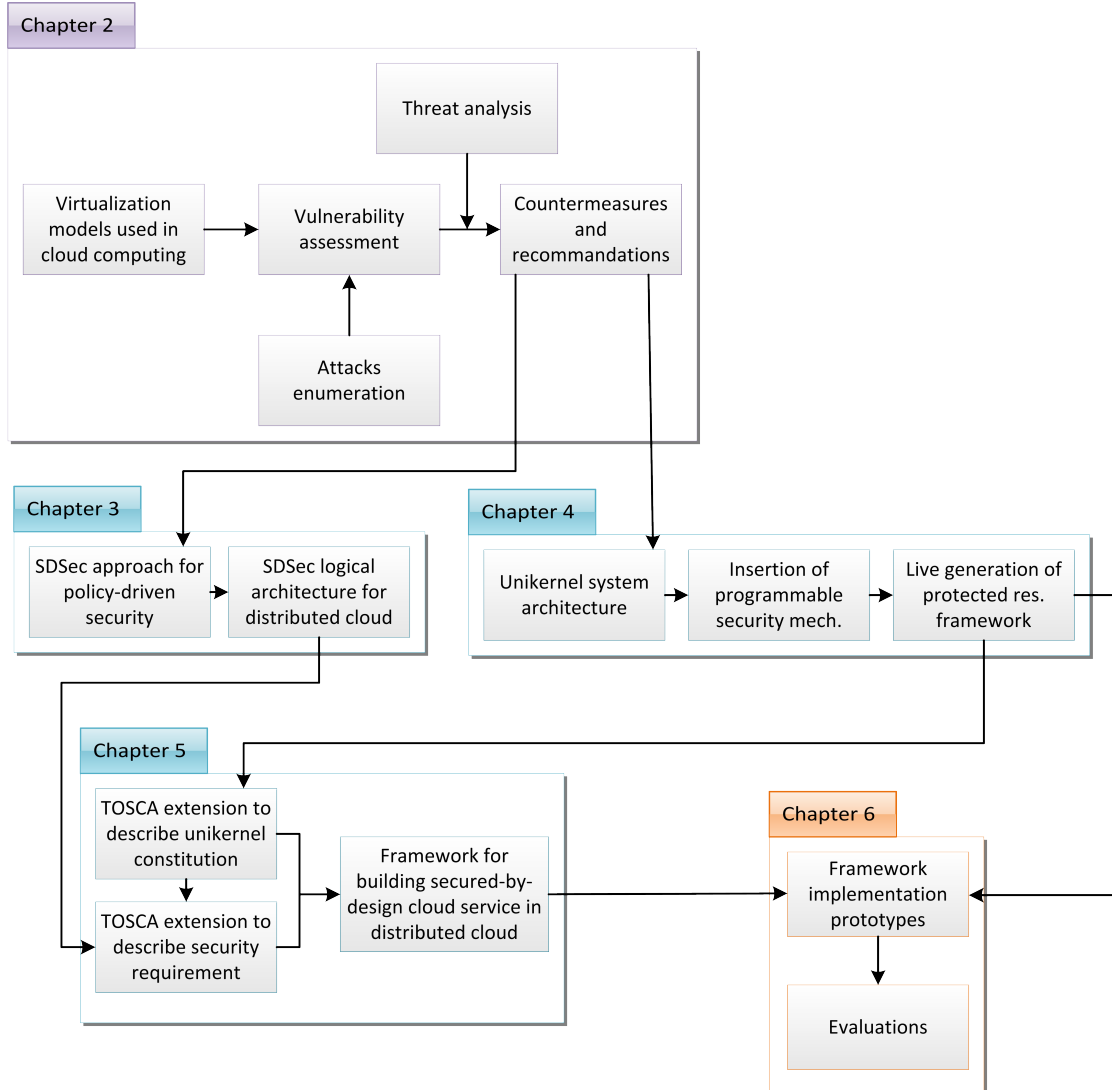 Chapter 2
Threat analysis
Virtualization
models used in
cloud computing
Vulnerability
assessment
Countermeasures
and
recommandations
Attacks
enumeration
Chapter 3
SDSec approach for
policy-driven
security
SDSec logical
architecture for
distributed cloud
Chapter 4
Unikernel system
architecture
Insertion of
programmable
security mech.
Live generation of
protected res.
framework
Chapter 5
TOSCA extension to
describe unikernel
constitution
TOSCA extension to
describe security
requirement
Framework for
building secured-by-
design cloud service in
distributed cloud
Chapter 6
Framework
implementation
prototypes
Evaluations